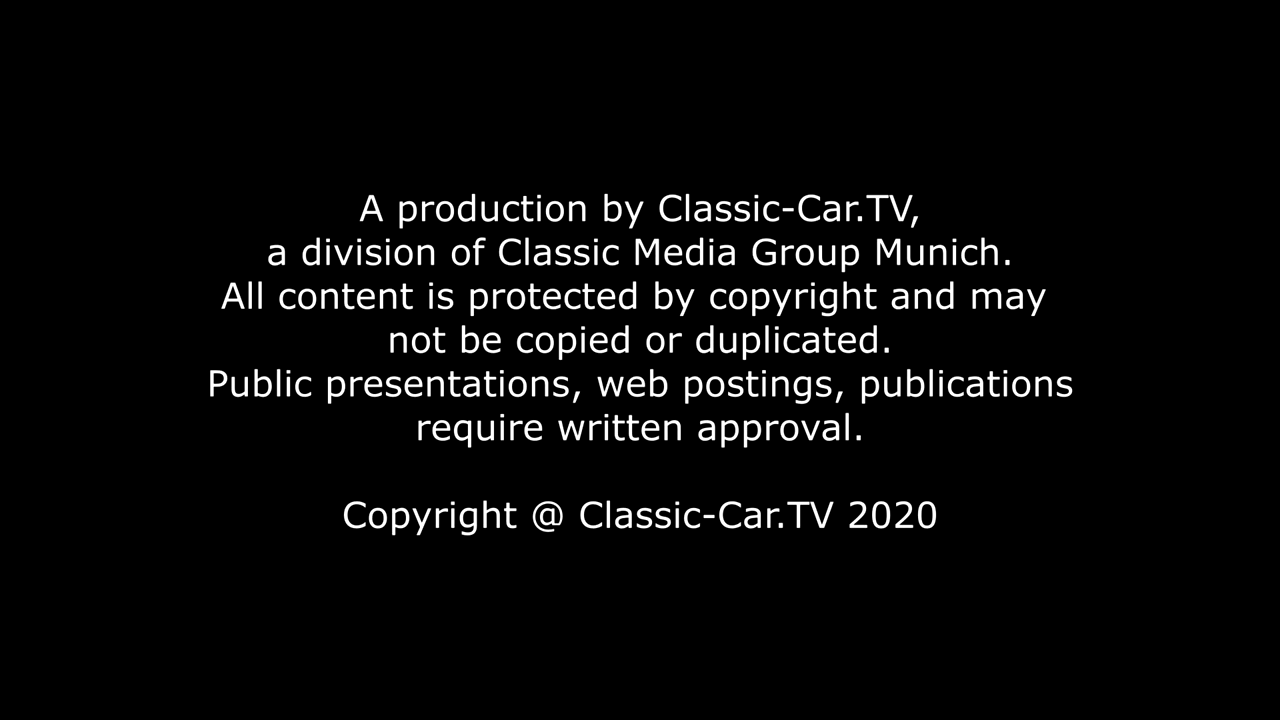 A production by Classic-Car.TV,
a division of Classic Media Group Munich.
All content is protected by copyright and may
not be copied or duplicated.
Public presentations, web postings, publications
require written approval.
Copyright @ Classic-Car.TV 2020